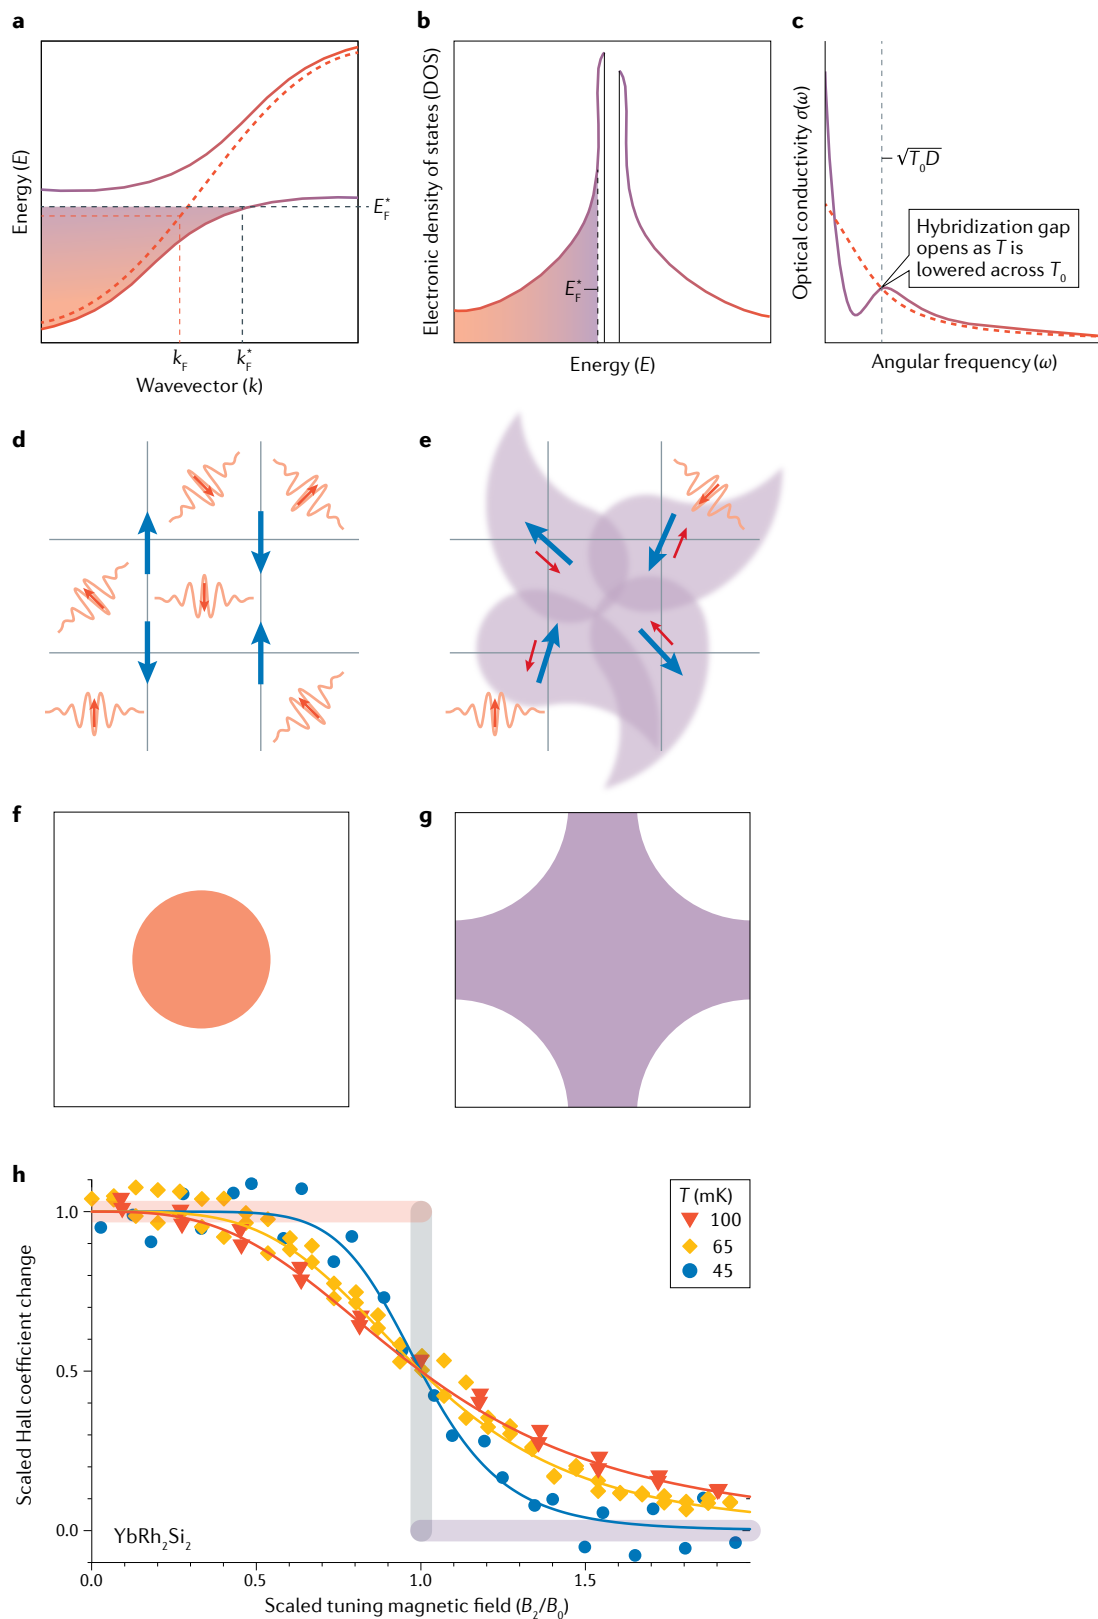 a
Energy (E)
E*F
kF
k*F
Wavevector (k)
b
Electronic density of states (DOS)
E*F
Energy (E)
c
Optical conductivity σ(ω)
√T₀D
Hybridization gap
opens as T is
lowered across T₀
Angular frequency (ω)
d
e
f
g
h
Scaled Hall coefficient change
1.0
0.5
0.0
YbRh₂Si₂
T (mK)
100
65
45
0.0
0.5
1.0
1.5
Scaled tuning magnetic field (B₂/B₀)